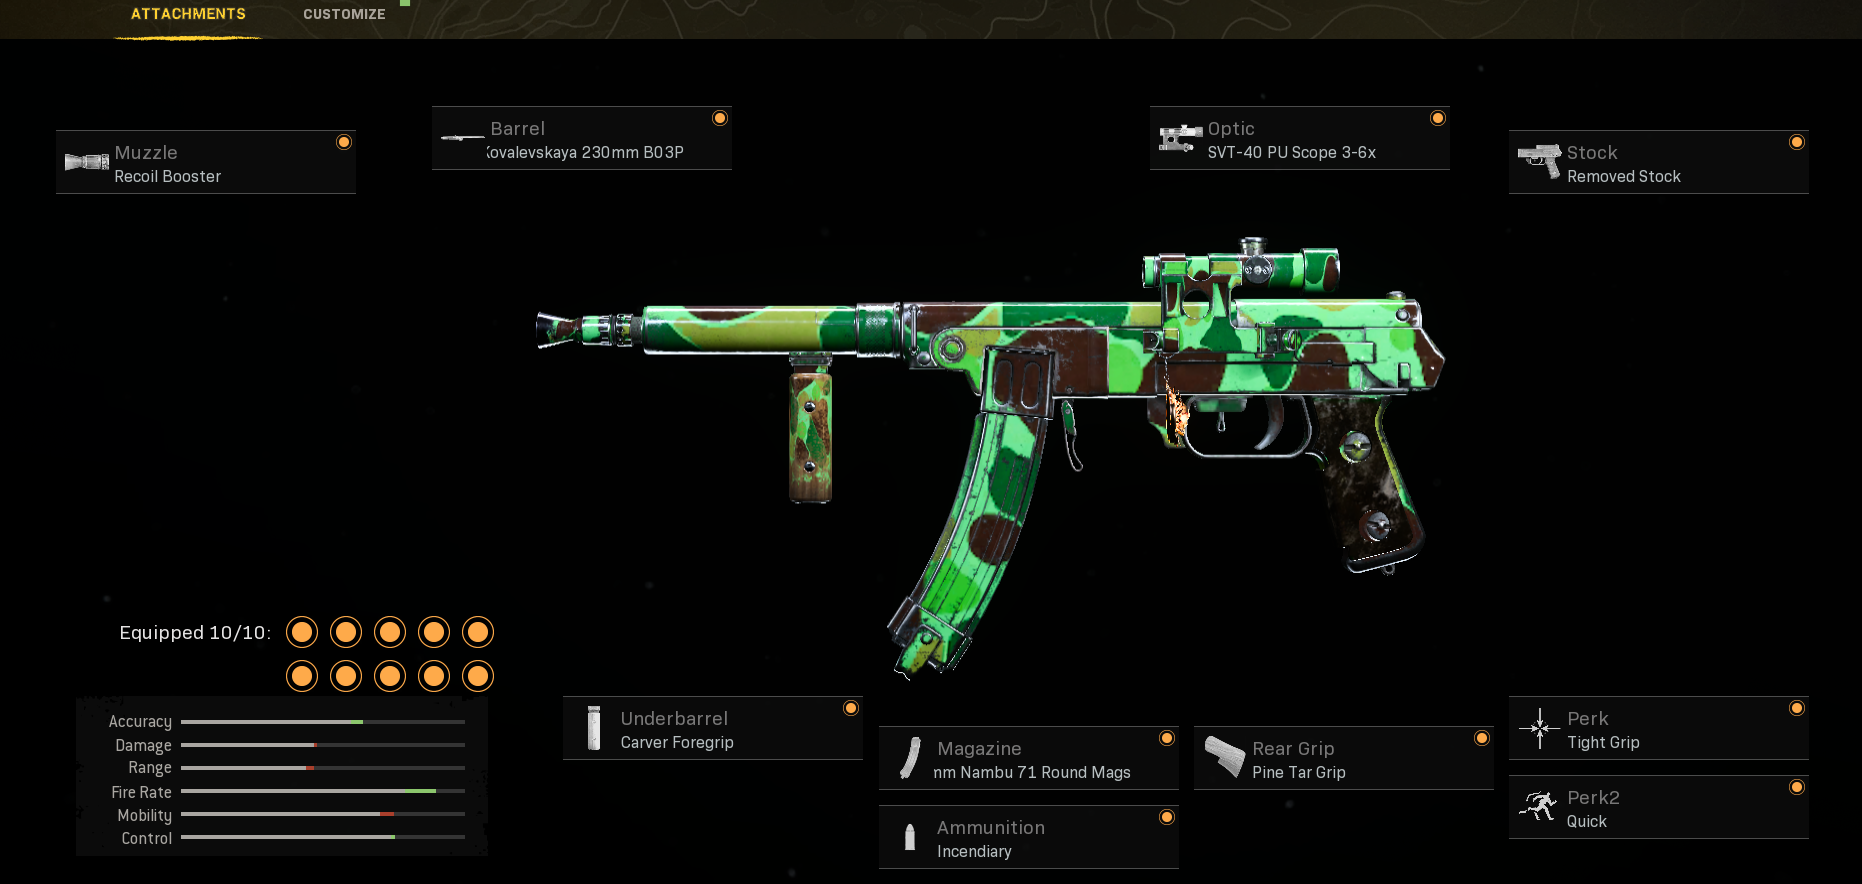 ATTACHMENTS
CUSTOMIZE
Muzzle
Recoil Booster
Barrel
Kovalevskaya 230mm B03P
Optic
SVT-40 PU Scope 3-6x
Stock
Removed Stock
Equipped 10/10:
Accuracy
Damage
Range
Fire Rate
Mobility
Control
Underbarrel
Carver Foregrip
Magazine
mm Nambu 71 Round Mags
Ammunition
Incendiary
Rear Grip
Pine Tar Grip
Perk
Tight Grip
Perk2
Quick